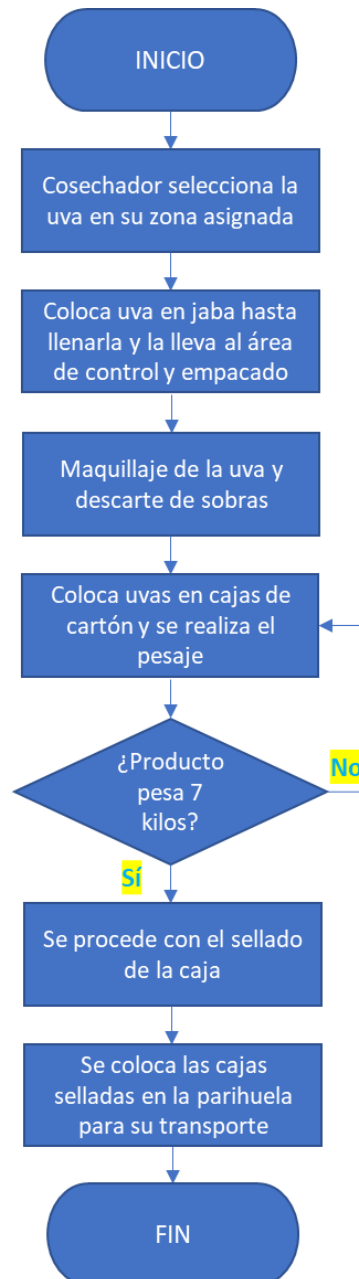 INICIO
Cosechador selecciona la
uva en su zona asignada
Coloca uva en jaba hasta
llenarla y la lleva al área
de control y empacado
Maquillaje de la uva y
descarte de sobras
Coloca uvas en cajas de
cartón y se realiza el
pesaje
¿Producto
pesa 7
kilos?
No
Sí
Se procede con el sellado
de la caja
Se coloca las cajas
selladas en la parihuela
para su transporte
FIN